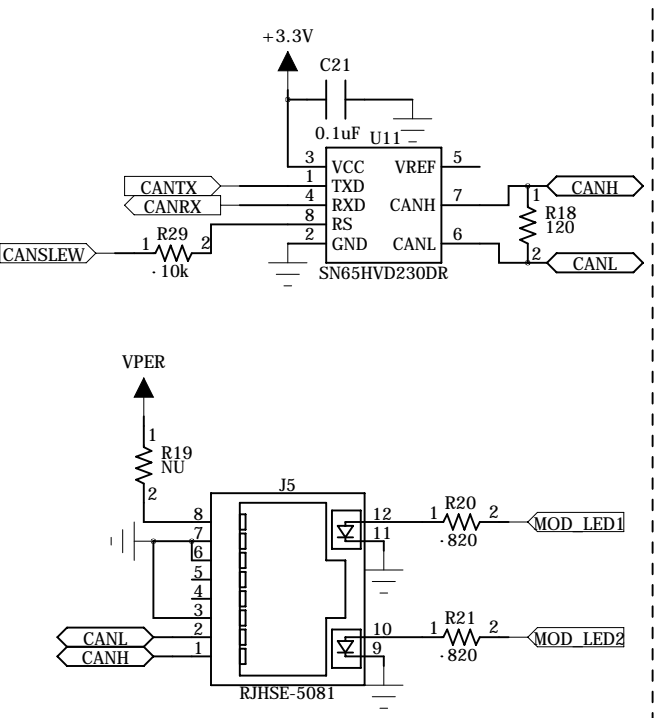 +3.3V
C21
0.1uF
U11
3 VCC VREF 5
CANTX 1 TXD
CANRX 4 RXD CANH 7 CANH
8 RS
1 R18
120
R29
CANSLEW 1 2
10k
2 GND CANL 6 2 CANL
SN65HVD230DR
VPER
1
R19
NU
2
J5
8
7
6
5
4
3
CANL 2
CANH 1
12 1 R20 2 MOD_LED1
11 820
10 1 R21 2 MOD_LED2
9 820
RJHSE-5081